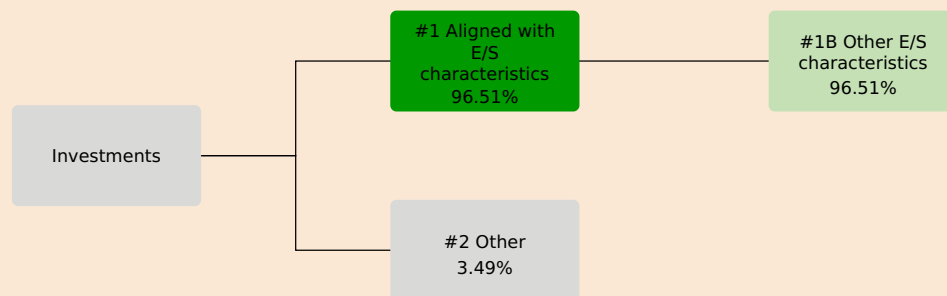 #1 Aligned with
E/S
characteristics
96.51%
#1B Other E/S
characteristics
96.51%
Investments
#2 Other
3.49%